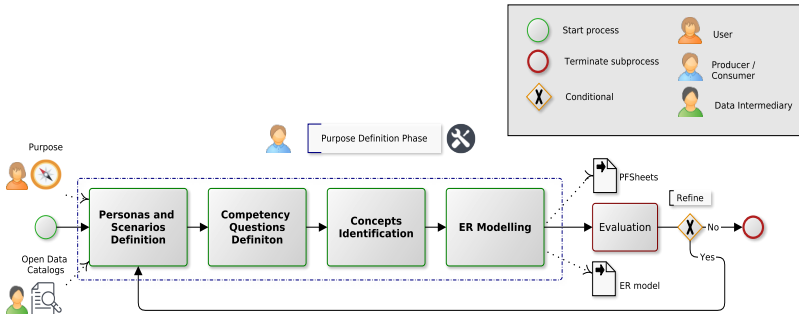 Start process
User
Terminate subprocess
Producer /
Consumer
Conditional
Data Intermediary
Purpose Definition Phase
Purpose
PFSheets
Refine
Personas and
Scenarios
Definition
Competency
Questions
Definiton
Concepts
Identification
ER Modelling
Evaluation
No
Yes
Open Data
Catalogs
ER model